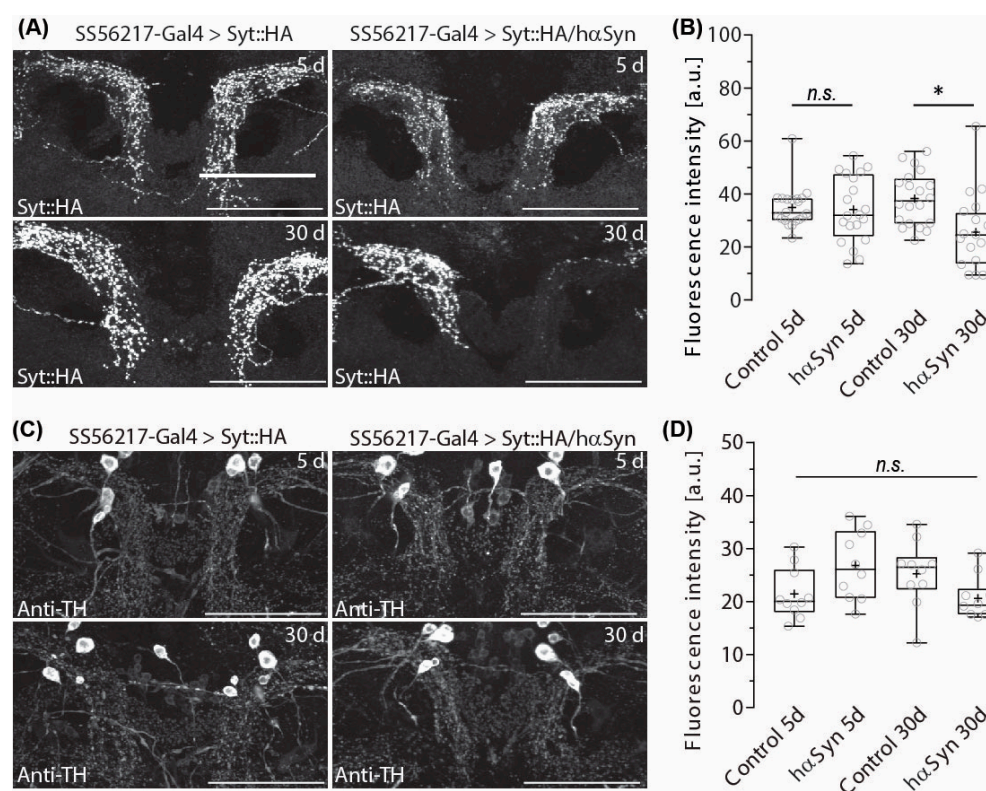 (A)
SS56217-Gal4 > Syt::HA
SS56217-Gal4 > Syt::HA/hαSyn
5 d
Syt::HA
5 d
Syt::HA
30 d
Syt::HA
30 d
Syt::HA
(B)
Fluorescence intensity [a.u.]
100
80
60
40
20
0
n.s.
*
Control 5d
hαSyn 5d
Control 30d
hαSyn 30d
(C)
SS56217-Gal4 > Syt::HA
SS56217-Gal4 > Syt::HA/hαSyn
5 d
Anti-TH
5 d
Anti-TH
30 d
Anti-TH
30 d
Anti-TH
(D)
Fluorescence intensity [a.u.]
50
40
30
20
10
0
n.s.
Control 5d
hαSyn 5d
Control 30d
hαSyn 30d